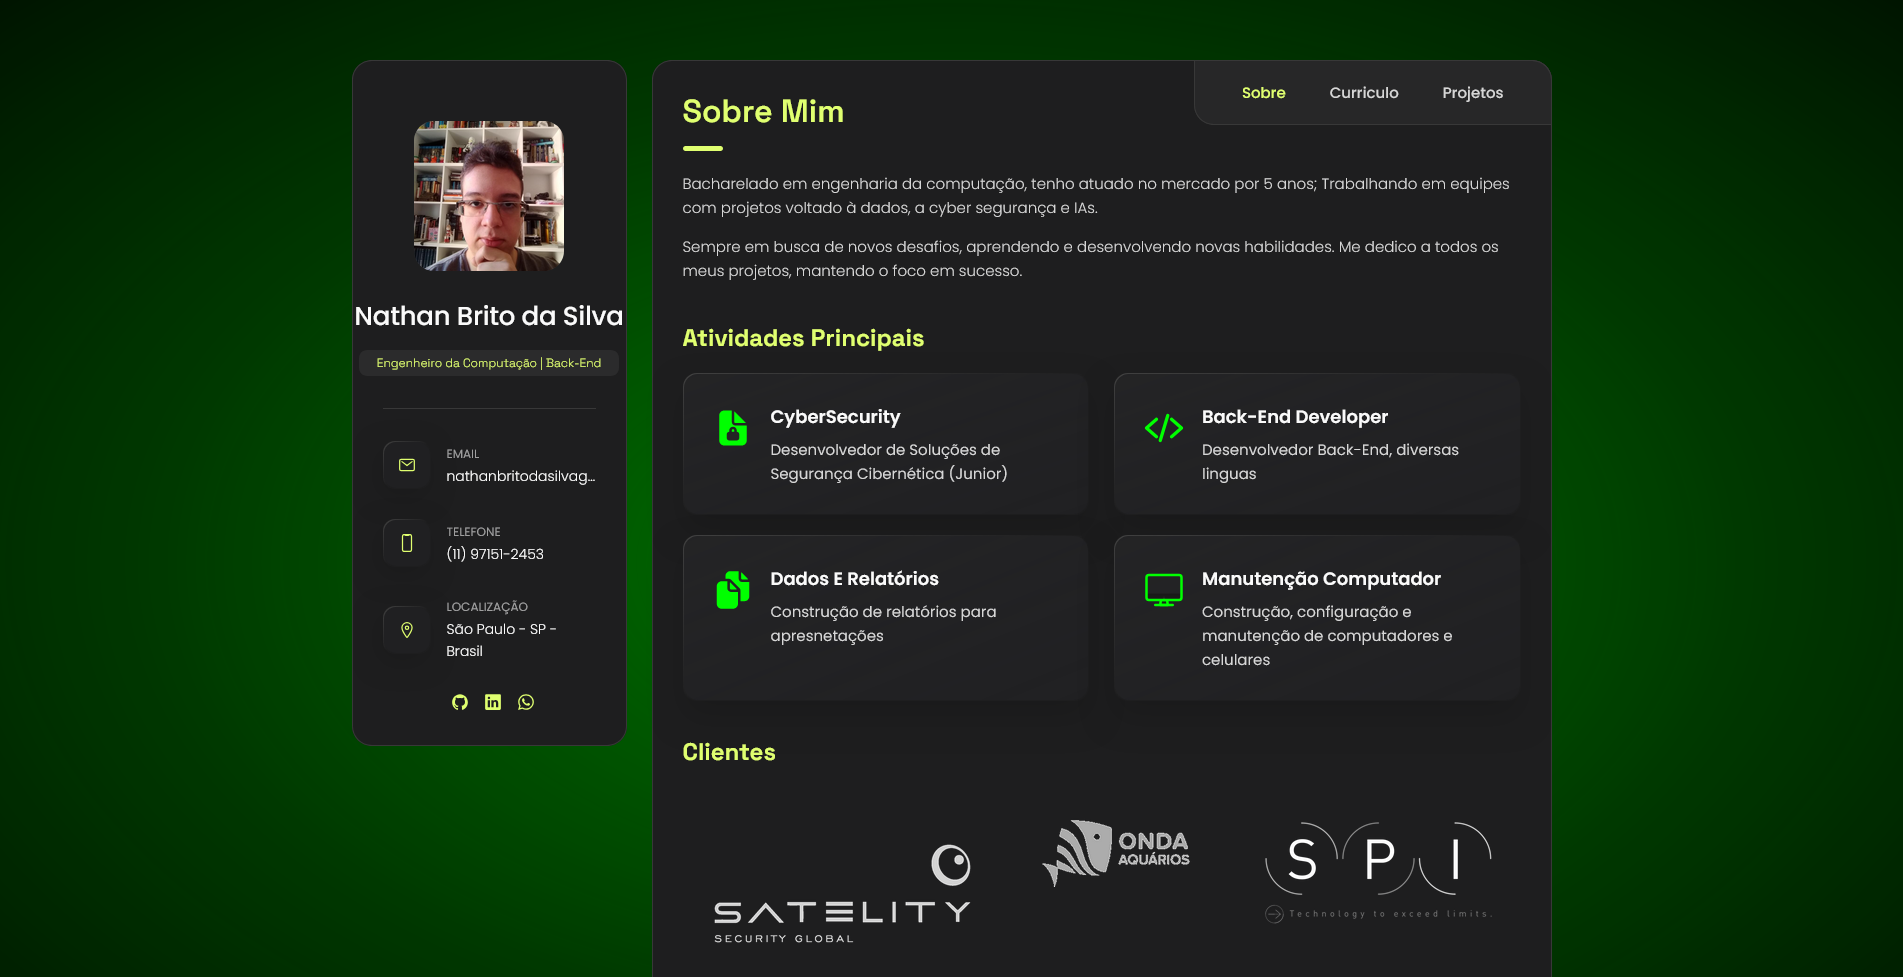 Nathan Brito da Silva
Engenheiro da Computação | Back-End
EMAIL
nathanbritodasilvag...
TELEFONE
(11) 97151-2453
LOCALIZAÇÃO
São Paulo - SP -
Brasil
Sobre
Curriculo
Projetos
Sobre Mim
Bacharelado em engenharia da computação, tenho atuado no mercado por 5 anos; Trabalhando em equipes
com projetos voltado à dados, a cyber segurança e IAs.
Sempre em busca de novos desafios, aprendendo e desenvolvendo novas habilidades. Me dedico a todos os
meus projetos, mantendo o foco em sucesso.
Atividades Principais
CyberSecurity
Desenvolvedor de Soluções de
Segurança Cibernética (Junior)
Back-End Developer
Desenvolvedor Back-End, diversas
linguas
Dados E Relatórios
Construção de relatórios para
apresnetações
Manutenção Computador
Construção, configuração e
manutenção de computadores e
celulares
Clientes
SATELITY
SECURITY GLOBAL
ONDA
AQUÁRIOS
SPI
Technology to exceed limits.